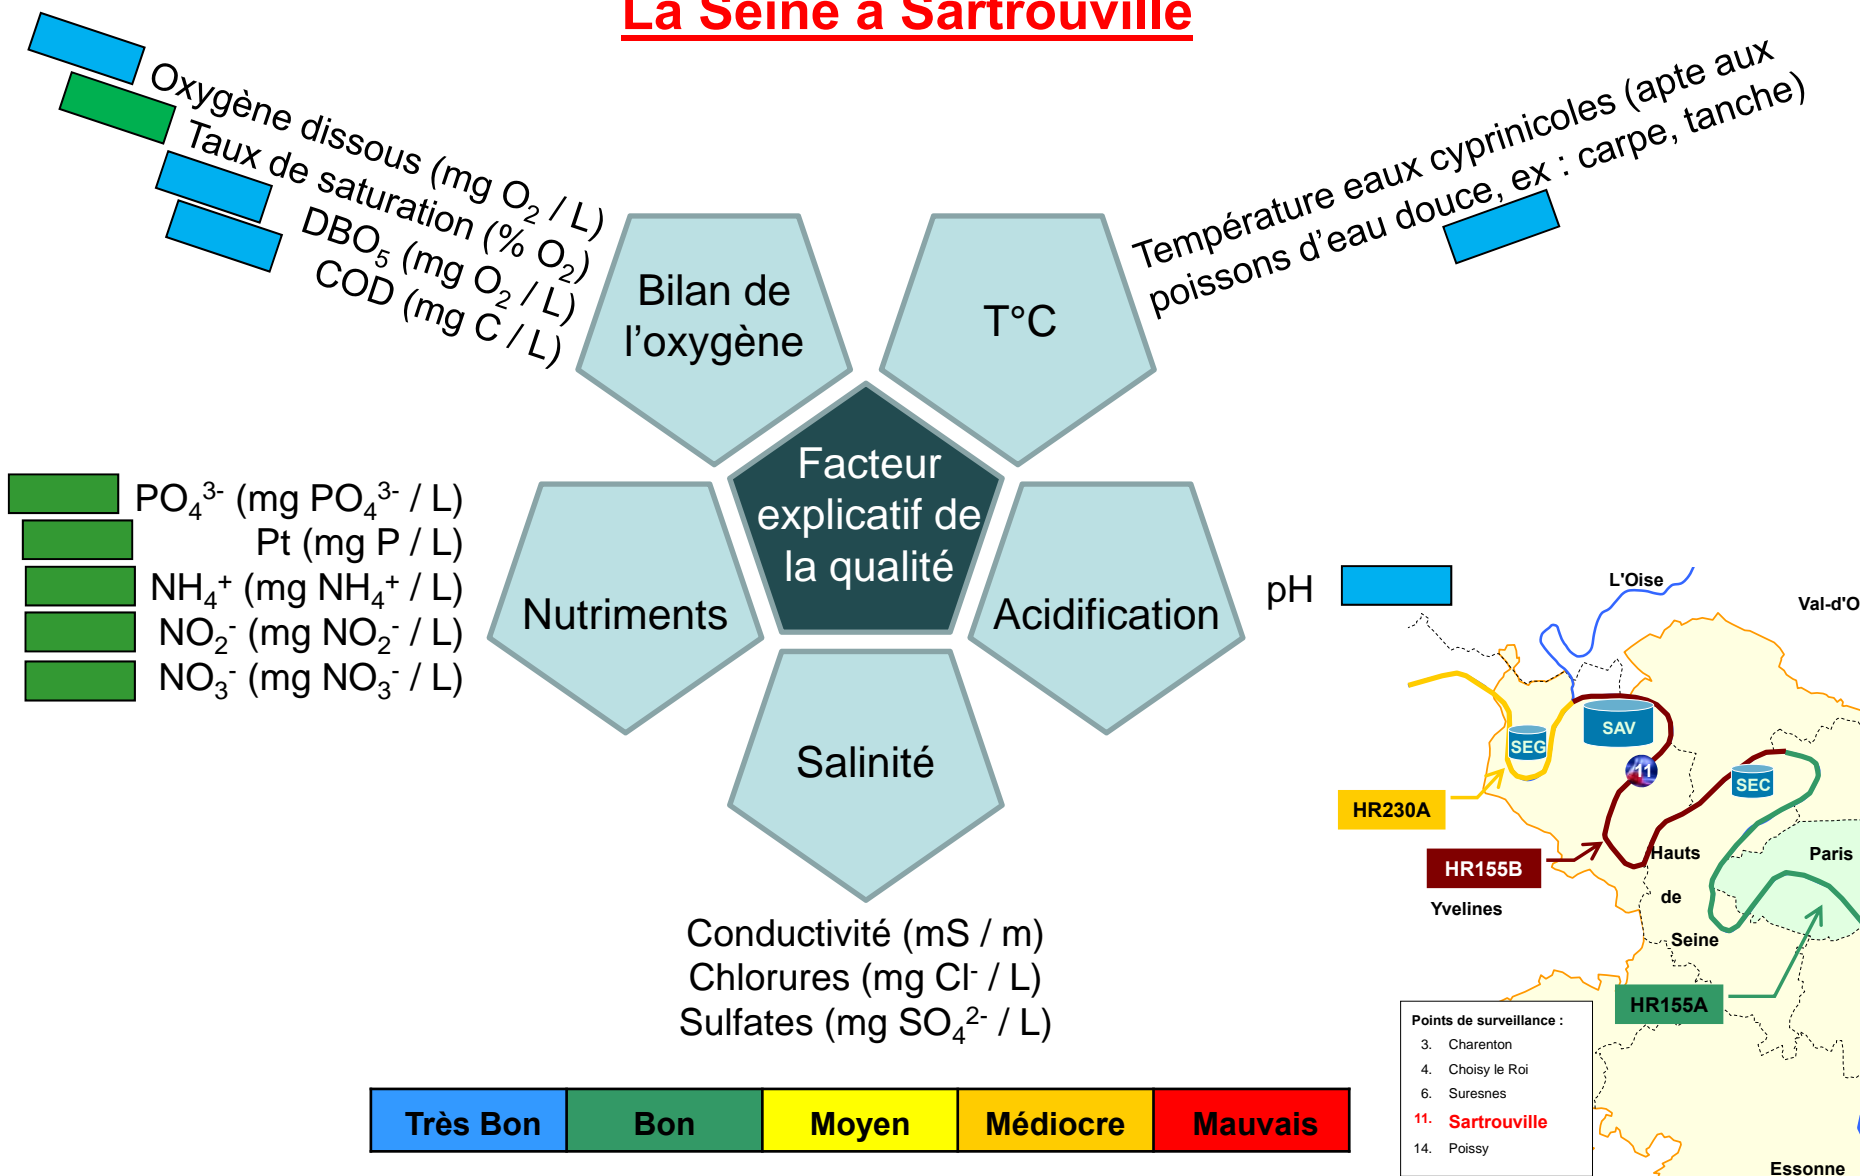 La Seine à Sartrouville
Oxygène dissous (mg O₂ / L)
Taux de saturation (% O₂)
DBO₅ (mg O₂ / L)
COD (mg C / L)
Température eaux cyprinicoles (apte aux
poissons d’eau douce, ex : carpe, tanche)
Bilan de
l’oxygène
T°C
Facteur
explicatif de
la qualité
PO₄³⁻ (mg PO₄³⁻ / L)
Pt (mg P / L)
NH₄⁺ (mg NH₄⁺ / L)
NO₂⁻ (mg NO₂⁻ / L)
NO₃⁻ (mg NO₃⁻ / L)
Nutriments
Acidification
pH
Salinité
Conductivité (mS / m)
Chlorures (mg Cl⁻ / L)
Sulfates (mg SO₄²⁻ / L)
L'Oise
Val-d'O
SAV
SEG
11
SEC
HR230A
HR155B
Hauts
de
Seine
Paris
Yvelines
HR155A
Points de surveillance :
3. Charenton
4. Choisy le Roi
6. Suresnes
11. Sartrouville
14. Poissy
Essonne
Très Bon
Bon
Moyen
Médiocre
Mauvais